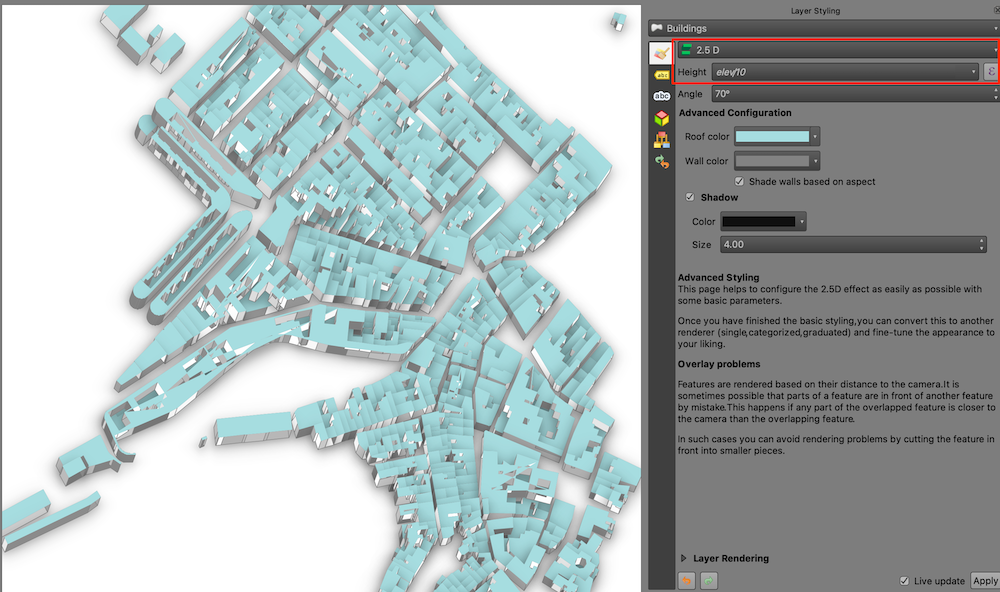 Layer Styling
Buildings
2.5 D
Height elev/10
ε
abc
Angle 70°
abc
Advanced Configuration
Roof color
Wall color
Shade walls based on aspect
Shadow
Color
Size 4.00
Advanced Styling
This page helps to configure the 2.5D effect as easily as possible with
some basic parameters.
Once you have finished the basic styling,you can convert this to another
renderer (single,categorized,graduated) and fine-tune the appearance to
your liking.
Overlay problems
Features are rendered based on their distance to the camera.It is
sometimes possible that parts of a feature are in front of another feature
by mistake.This happens if any part of the overlapped feature is closer to
the camera than the overlapping feature.
In such cases you can avoid rendering problems by cutting the feature in
front into smaller pieces.
Layer Rendering
Live update Apply